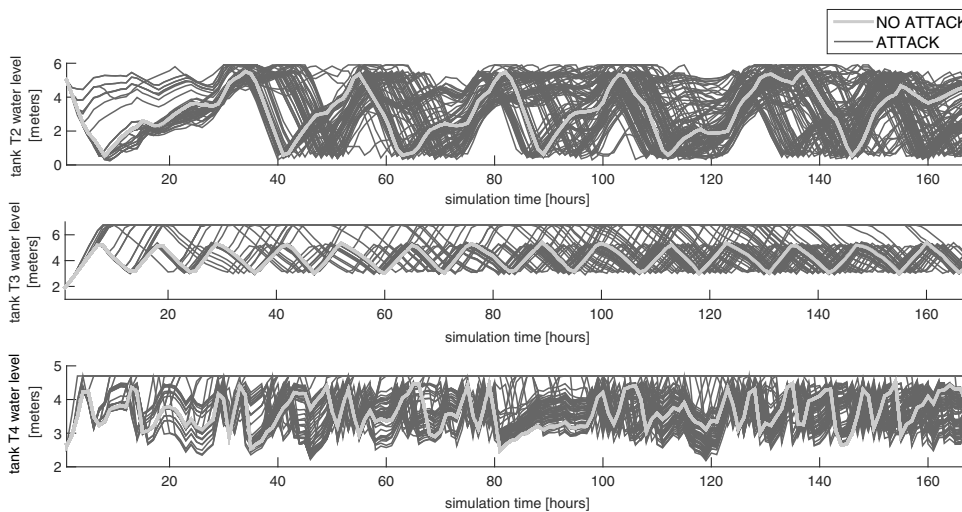 NO ATTACK
ATTACK
tank T2 water level
[meters]
6
4
2
0
20 40 60 80 100 120 140 160
simulation time [hours]
tank T3 water level
[meters]
6
4
2
20 40 60 80 100 120 140 160
simulation time [hours]
tank T4 water level
[meters]
5
4
3
2
20 40 60 80 100 120 140 160
simulation time [hours]